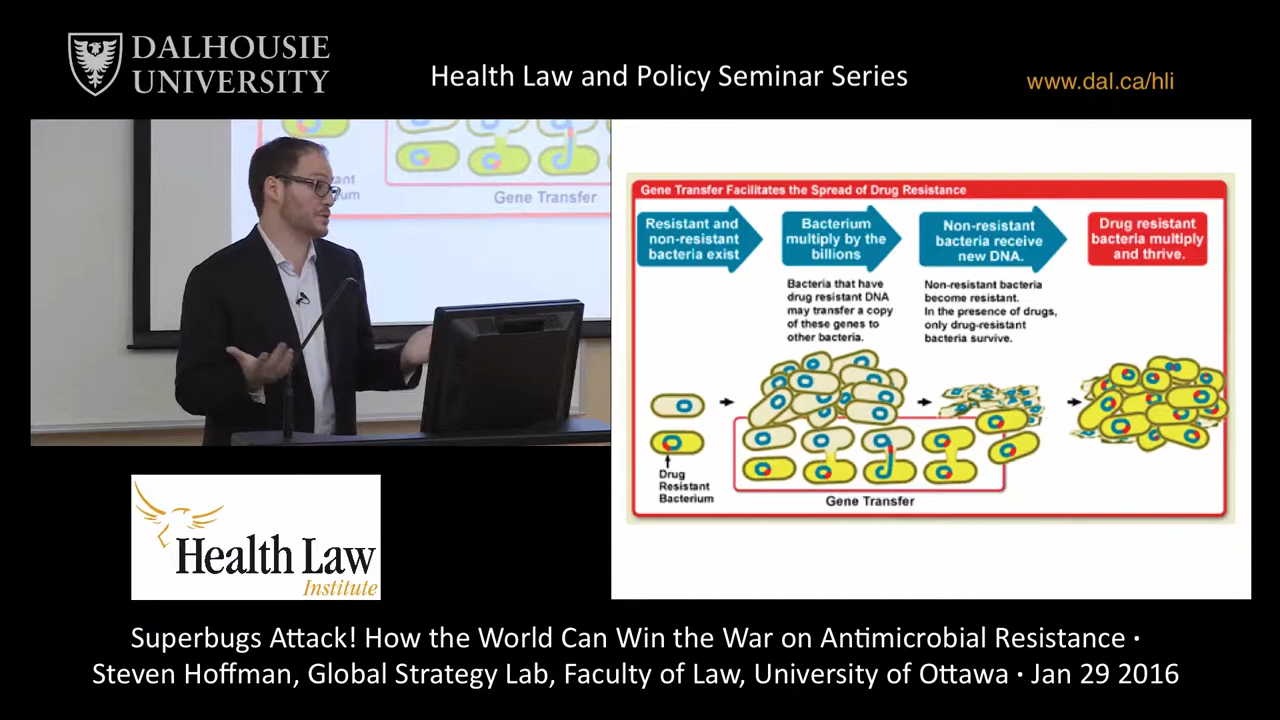 DALHOUSIE
UNIVERSITY
Health Law and Policy Seminar Series
www.dal.ca/hli
Gene Transfer
Gene Transfer Facilitates the Spread of Drug Resistance
Resistant and
non-resistant
bacteria exist
Bacterium
multiply by the
billions
Non-resistant
bacteria receive
new DNA.
Drug resistant
bacteria multiply
and thrive.
Bacteria that have
drug resistant DNA
may transfer a copy
of these genes to
other bacteria.
Non-resistant bacteria
become resistant.
In the presence of drugs,
only drug-resistant
bacteria survive.
Drug
Resistant
Bacterium
Gene Transfer
Health Law
Institute
Superbugs Attack! How the World Can Win the War on Antimicrobial Resistance •
Steven Hoffman, Global Strategy Lab, Faculty of Law, University of Ottawa • Jan 29 2016